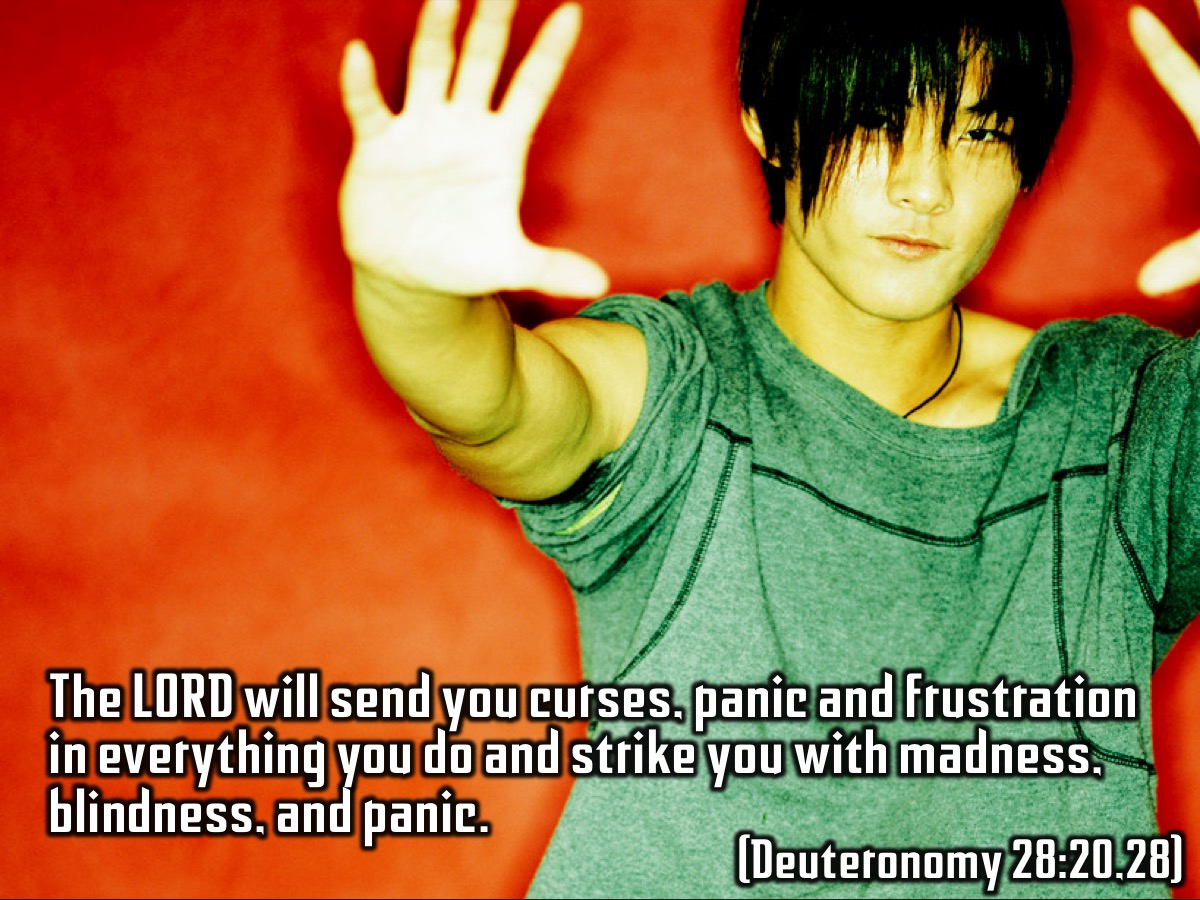 The LORD will send you curses, panic and frustration
in everything you do and strike you with madness,
blindness, and panic.
(Deuteronomy 28:20,28)